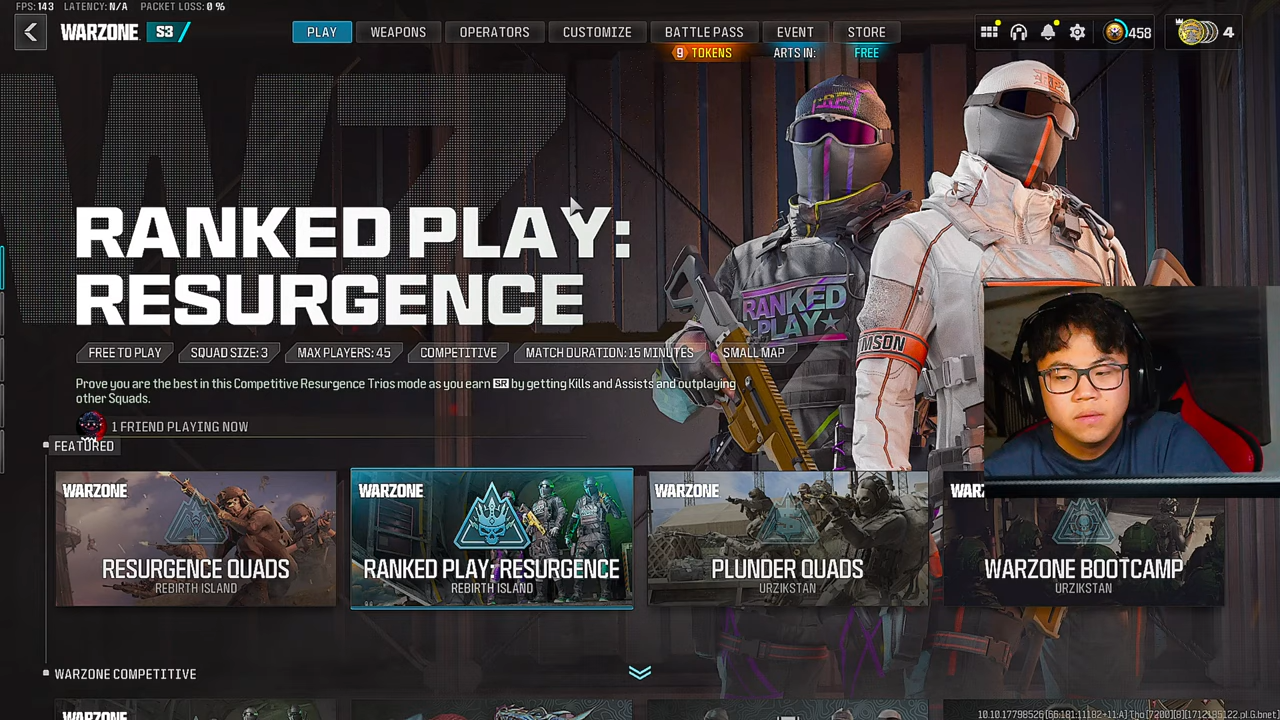 FPS: 143 LATENCY: N/A PACKET LOSS: 0 %
WARZONE S3
PLAY WEAPONS OPERATORS CUSTOMIZE BATTLE PASS EVENT STORE
458 4
9 TOKENS ARTS IN: FREE
WZ
RANKED PLAY:
RESURGENCE
RANKED
PLAY
FREE TO PLAY SQUAD SIZE: 3 MAX PLAYERS: 45 COMPETITIVE MATCH DURATION: 15 MINUTES SMALL MAP
Prove you are the best in this Competitive Resurgence Trios mode as you earn SR by getting Kills and Assists and outplaying
other Squads.
1 FRIEND PLAYING NOW
FEATURED
WARZONE WARZONE WARZONE
RESURGENCE QUADS RANKED PLAY: RESURGENCE PLUNDER QUADS WARZONE BOOTCAMP
REBIRTH ISLAND REBIRTH ISLAND URZIKSTAN URZIKSTAN
WARZONE COMPETITIVE
WARZONE